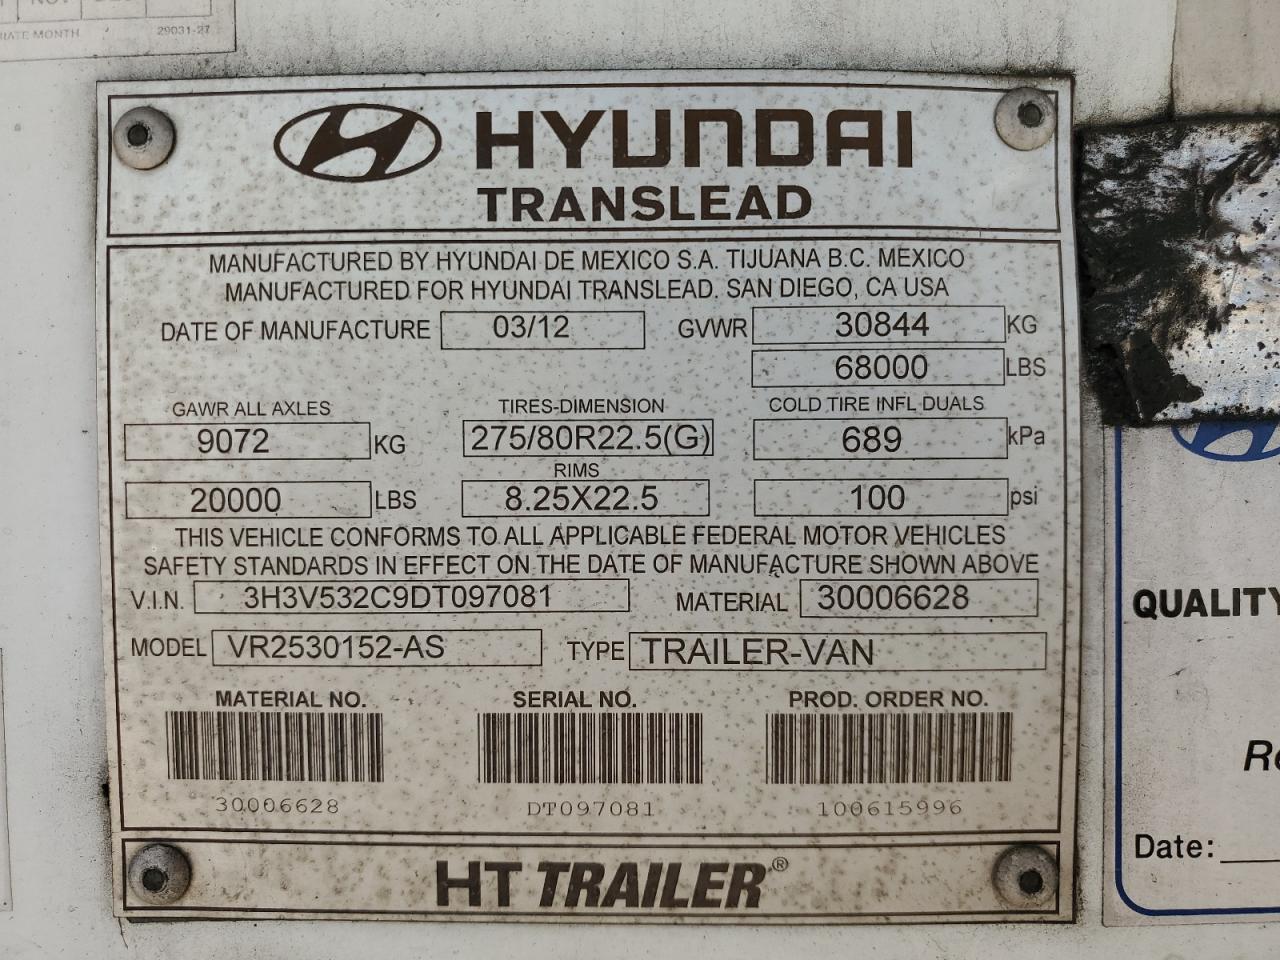 29031-27
MONTH
HYUNDAI
TRANSLEAD
MANUFACTURED BY HYUNDAI DE MEXICO S.A. TIJUANA B.C. MEXICO
MANUFACTURED FOR HYUNDAI TRANSLEAD. SAN DIEGO, CA USA
DATE OF MANUFACTURE 03/12 GVWR 30844 KG
68000 LBS
GAWR ALL AXLES TIRES-DIMENSION COLD TIRE INFL DUALS
9072 KG 275/80R22.5(G) 689 kPa
RIMS
20000 LBS 8.25X22.5 100 psi
THIS VEHICLE CONFORMS TO ALL APPLICABLE FEDERAL MOTOR VEHICLES
SAFETY STANDARDS IN EFFECT ON THE DATE OF MANUFACTURE SHOWN ABOVE
V.I.N. 3H3V532C9DT097081 MATERIAL 30006628
MODEL VR2530152-AS TYPE TRAILER-VAN
MATERIAL NO. SERIAL NO. PROD. ORDER NO.
30006628 DT097081 100615996
HT TRAILER®
QUALITY
Date: